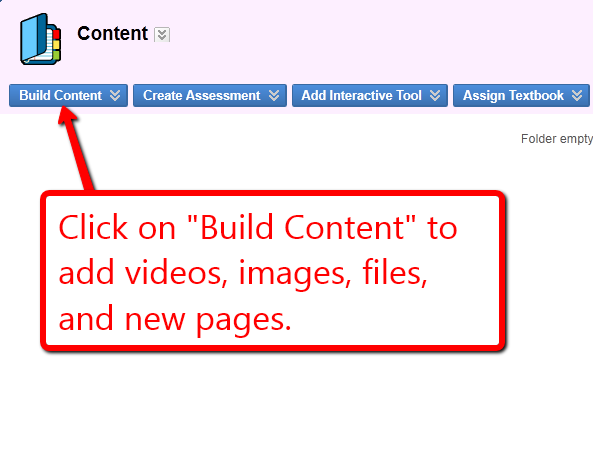 Content
Build Content Create Assessment Add Interactive Tool Assign Textbook
Folder empty
Click on "Build Content" to
add videos, images, files,
and new pages.